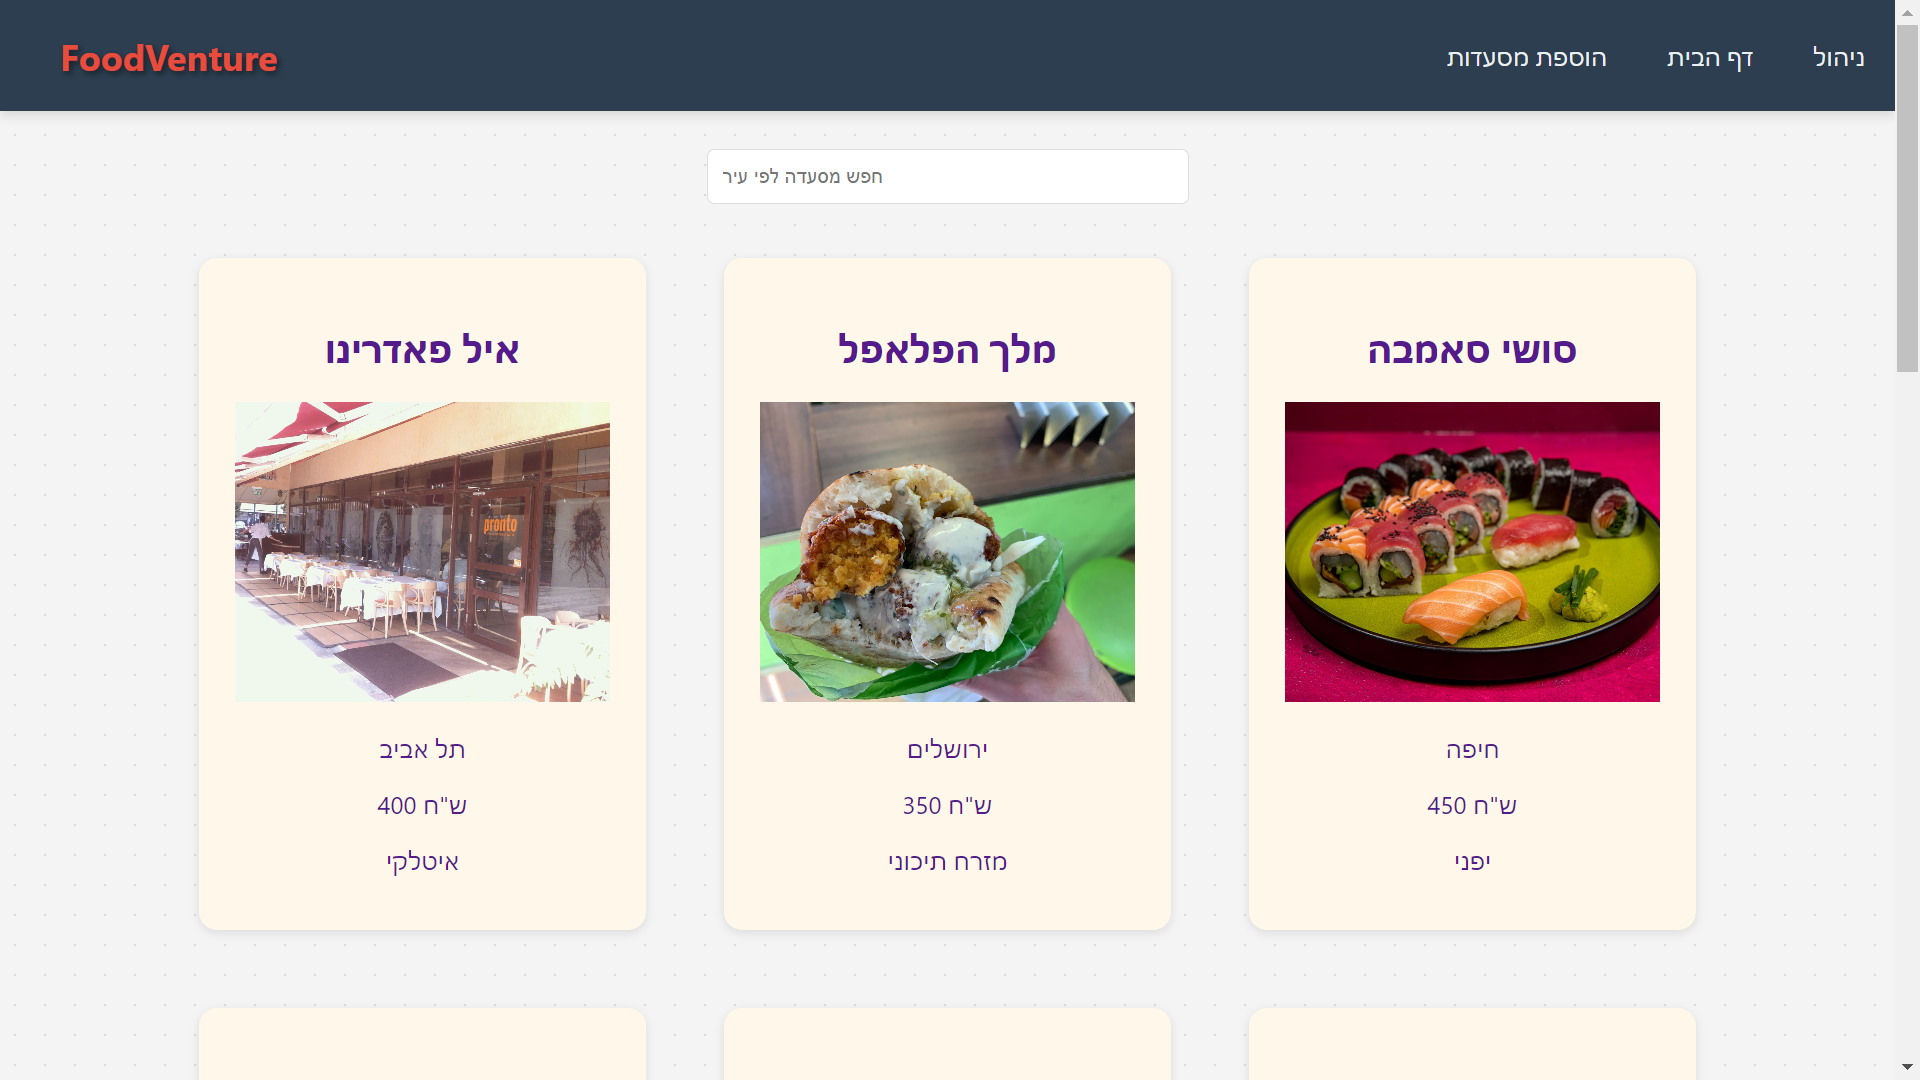 FoodVenture
ניהול
דף הבית
הוספת מסעדות
חפש מסעדה לפי עיר
סושי סאמבה
חיפה
450 ש"ח
יפני
מלך הפלאפל
ירושלים
350 ש"ח
מזרח תיכוני
איל פאדרינו
pronto
תל אביב
400 ש"ח
איטלקי